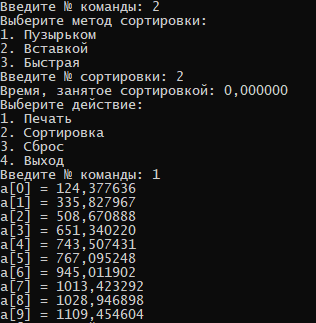 Введите № команды: 2
Выберите метод сортировки:
1. Пузырьком
2. Вставкой
3. Быстрая
Введите № сортировки: 2
Время, занятое сортировкой: 0,000000
Выберите действие:
1. Печать
2. Сортировка
3. Сброс
4. Выход
Введите № команды: 1
a[0] = 124,377636
a[1] = 335,827967
a[2] = 508,670888
a[3] = 651,340220
a[4] = 743,507431
a[5] = 767,095248
a[6] = 945,011902
a[7] = 1013,423292
a[8] = 1028,946898
a[9] = 1109,454604